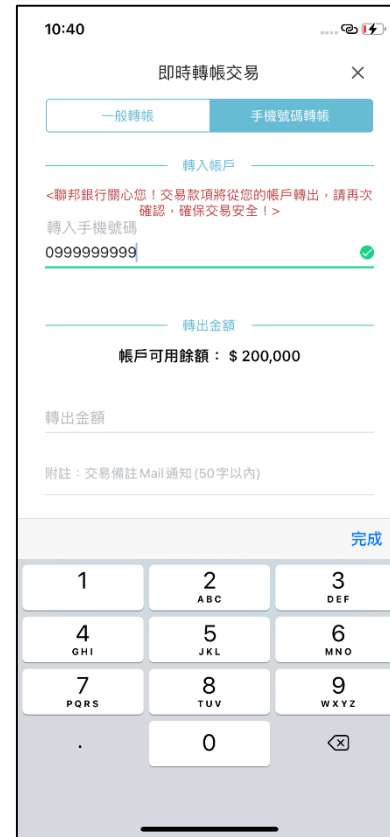 10:40
即時轉帳交易
一般轉帳 手機號碼轉帳
轉入帳戶
<聯邦銀行關心您！交易款項將從您的帳戶轉出，請再次
確認，確保交易安全！>
轉入手機號碼
0999999999
轉出金額
帳戶可用餘額： $ 200,000
轉出金額
附註：交易備註Mail通知(50字以內)
完成
1 2 3
ABC DEF
4 5 6
GHI JKL MNO
7 8 9
PQRS TUV WXYZ
. 0